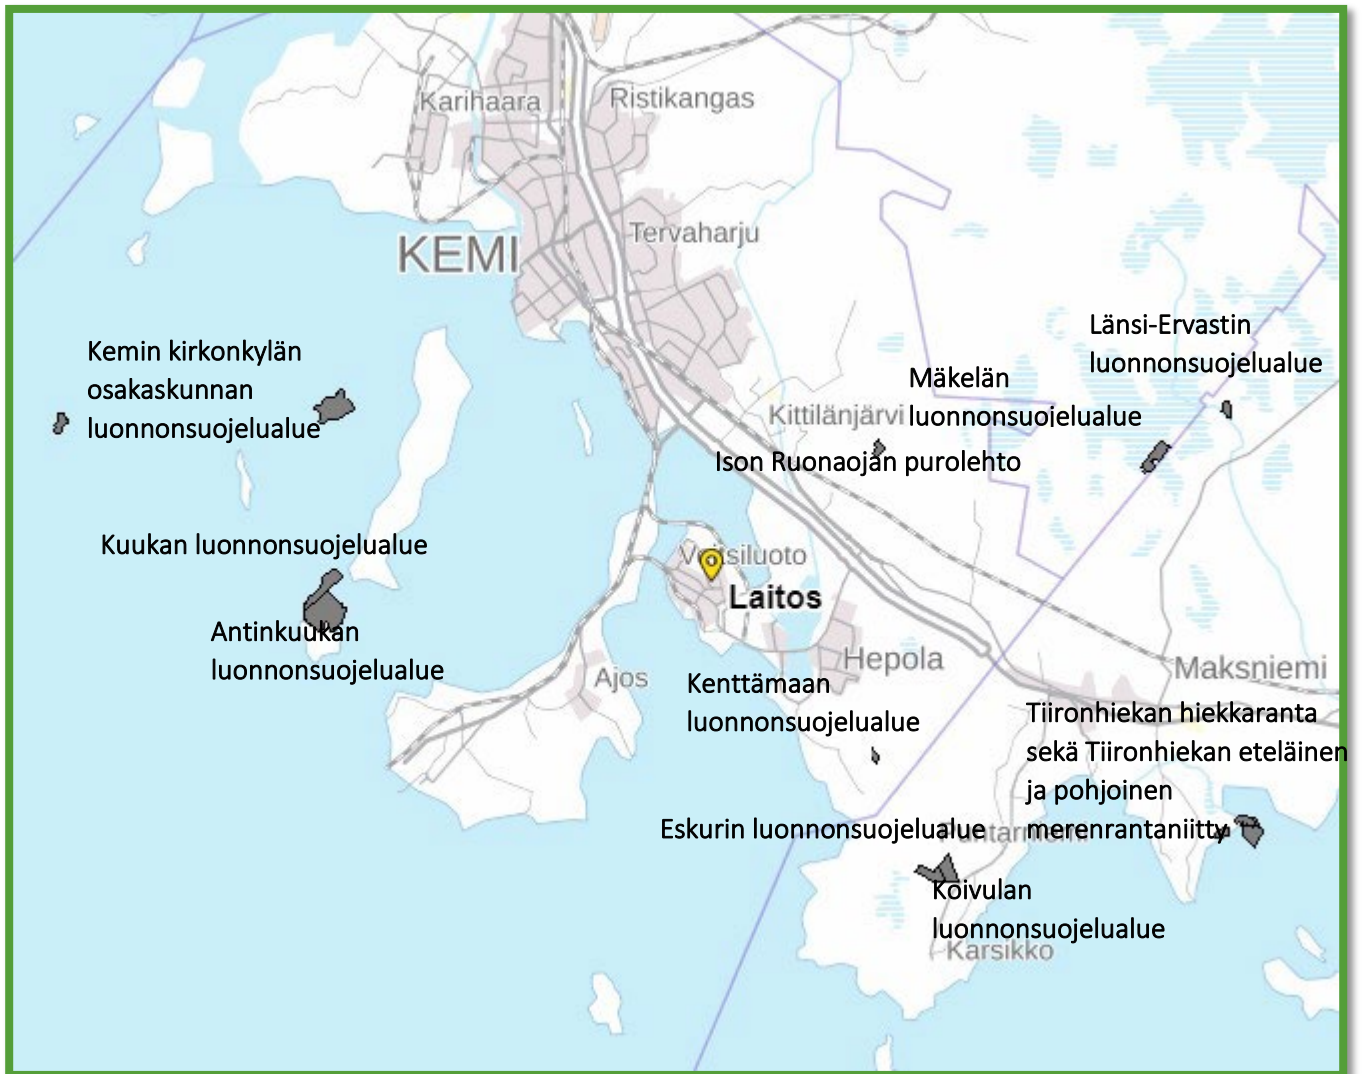 Karihaara
Ristikangas
Tervaharju
KEMI
Länsi-Ervastin
luonnonsuojelualue
Kemin kirkonkylän
osakaskunnan
luonnonsuojelualue
Mäkelän
luonnonsuojelualue
Kittilänjärvi
Ison Ruonaojan purolehto
Kuukan luonnonsuojelualue
Veitsiluoto
Laitos
Antinkuukan
luonnonsuojelualue
Hepola
Maksniemi
Ajos
Kenttämaan
luonnonsuojelualue
Tiironhiekan hiekkaranta
sekä Tiironhiekan eteläinen
ja pohjoinen
merenrantaniitty
Eskurin luonnonsuojelualue
Puntarniemi
Koivulan
luonnonsuojelualue
Karsikko